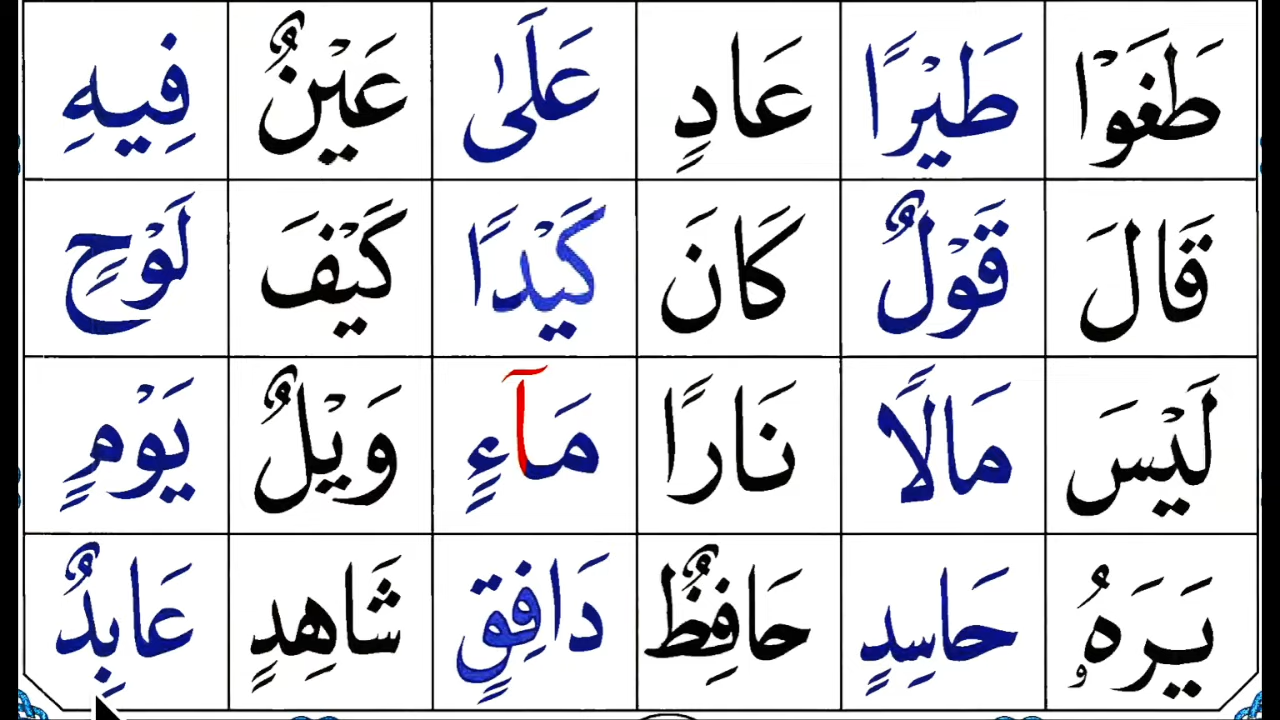 طَغَوْا طَيْرًا عَادٍ عَلَىٰ عَيْنٌ فِيهِ
قَالَ قَوْلٌ كَانَ كَيْدًا كَيْفَ لَوْحٍ
لَيْسَ مَالًا نَارًا مَآءٍ وَيْلٌ يَوْمٍ
يَرَهُۥ حَاسِدٍ حَافِظٌ دَافِقٍ شَاهِدٍ عَابِدٌ